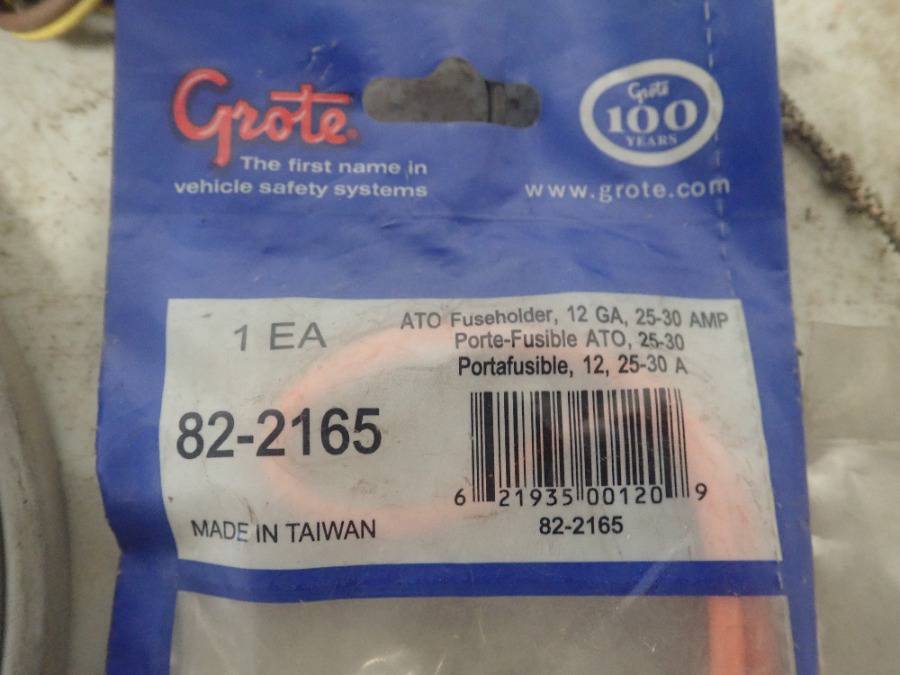 Grote
The first name in
vehicle safety systems
Grote
100
YEARS
www.grote.com
1 EA
ATO Fuseholder, 12 GA, 25-30 AMP
Porte-Fusible ATO, 25-30
Portafusible, 12, 25-30 A
82-2165
6 21935 00120 9
82-2165
MADE IN TAIWAN